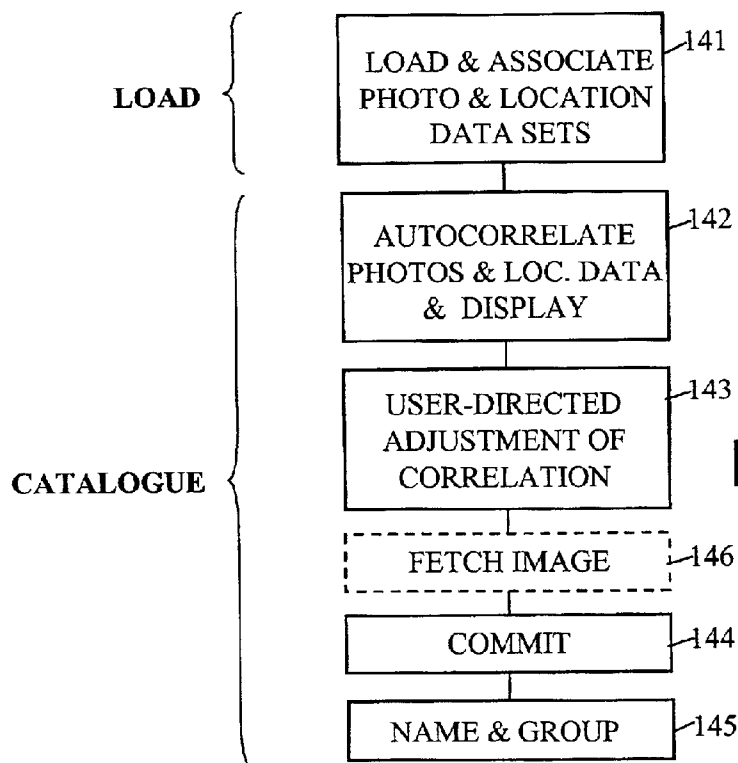 141
LOAD & ASSOCIATE
PHOTO & LOCATION
DATA SETS
LOAD
142
AUTOCORRELATE
PHOTOS & LOC. DATA
& DISPLAY
143
USER-DIRECTED
ADJUSTMENT OF
CORRELATION
CATALOGUE
FETCH IMAGE
146
COMMIT
144
NAME & GROUP
145